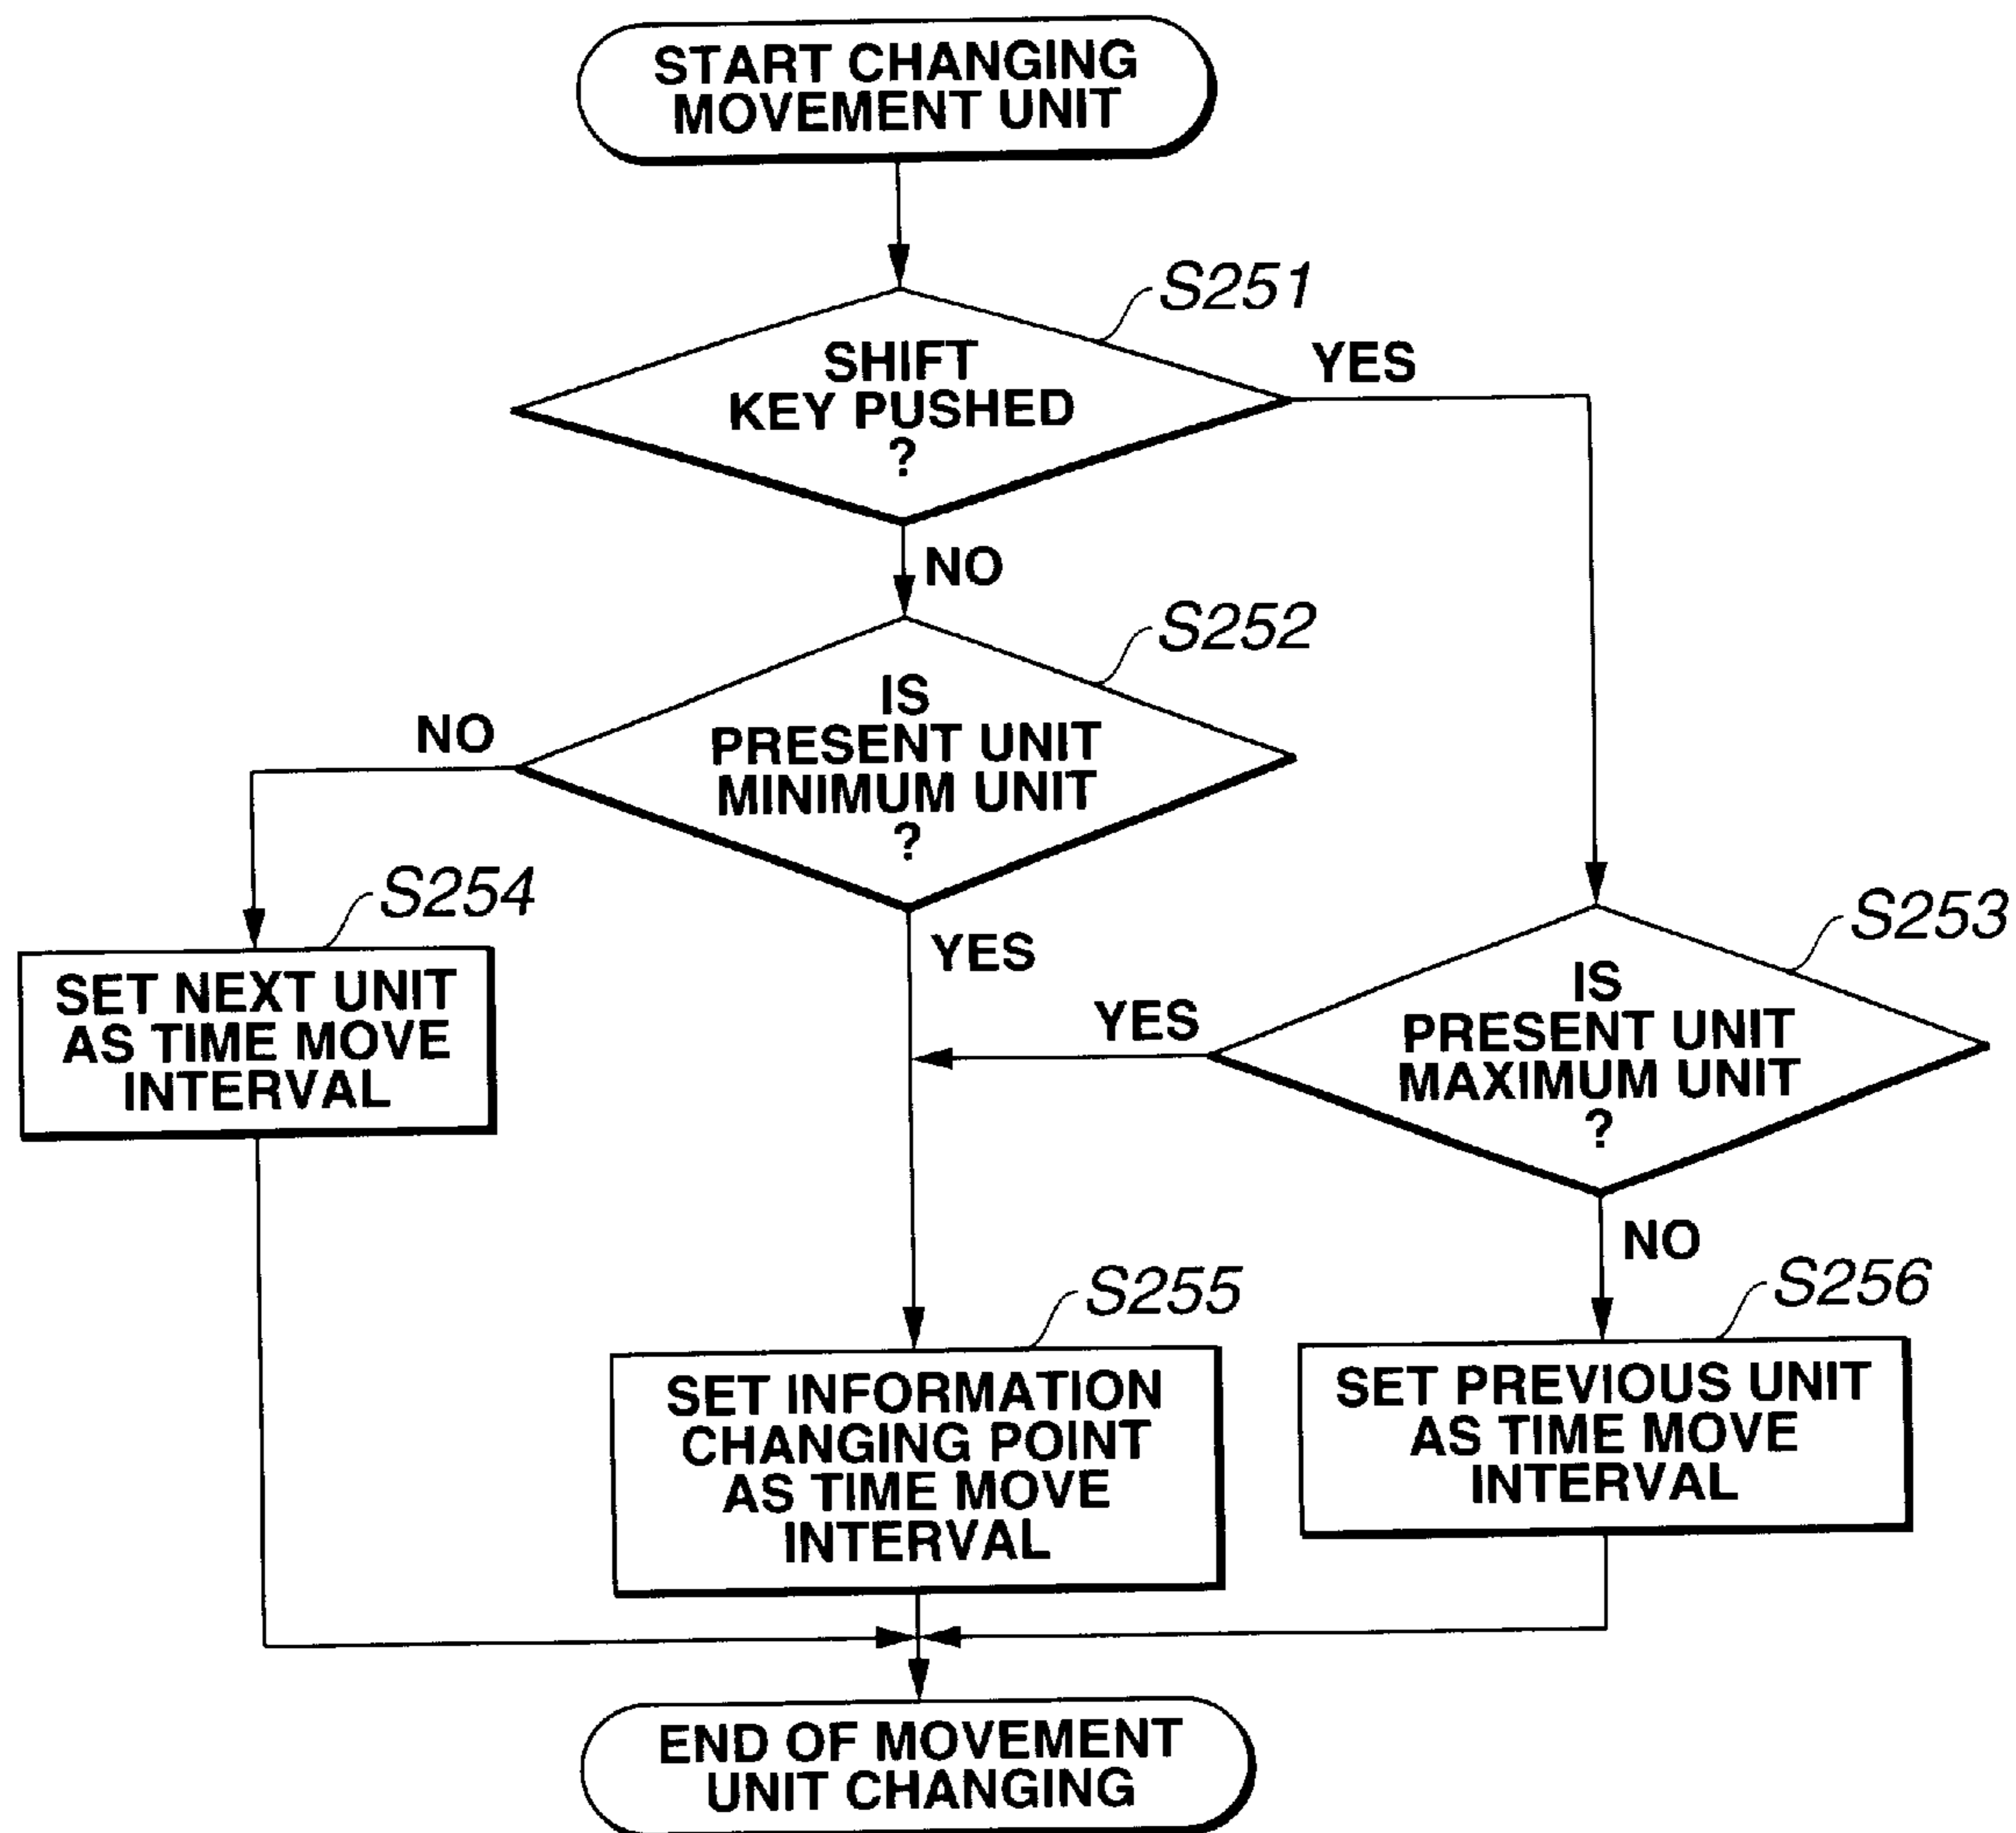 START CHANGING
MOVEMENT UNIT
S251
SHIFT
KEY PUSHED
?
YES
NO
S252
IS
PRESENT UNIT
MINIMUM UNIT
?
NO
YES
S254
SET NEXT UNIT
AS TIME MOVE
INTERVAL
S253
IS
PRESENT UNIT
MAXIMUM UNIT
?
YES
NO
S255
SET INFORMATION
CHANGING POINT
AS TIME MOVE
INTERVAL
S256
SET PREVIOUS UNIT
AS TIME MOVE
INTERVAL
END OF MOVEMENT
UNIT CHANGING